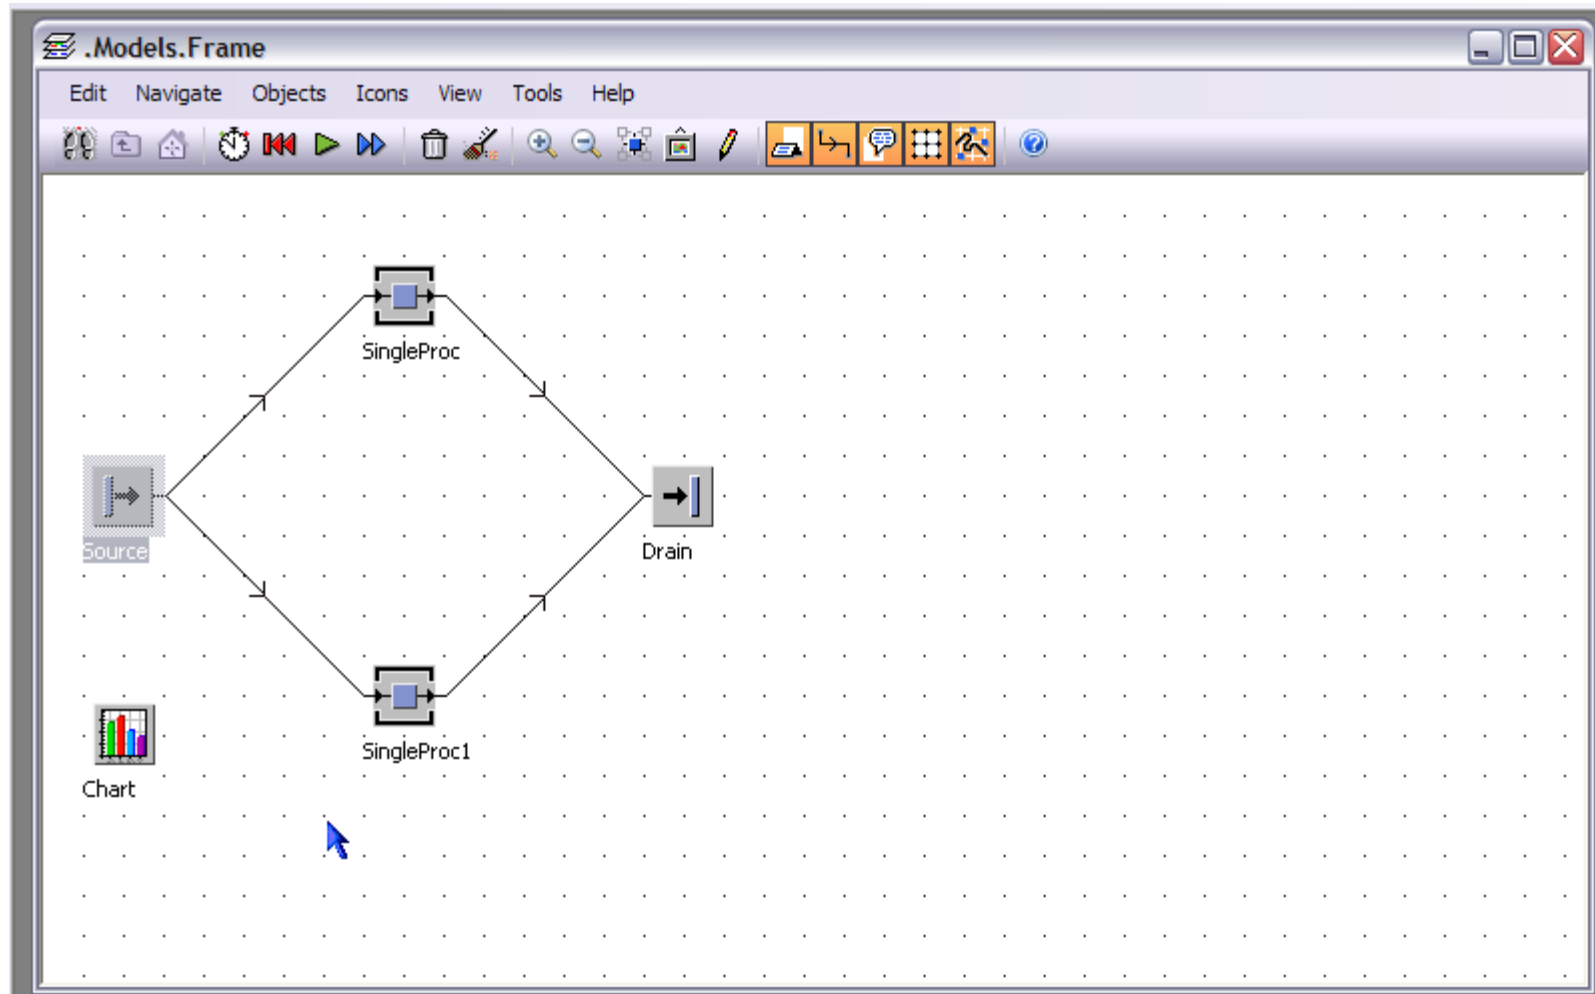 .Models.Frame
Edit Navigate Objects Icons View Tools Help
SingleProc
Source
Drain
SingleProc1
Chart